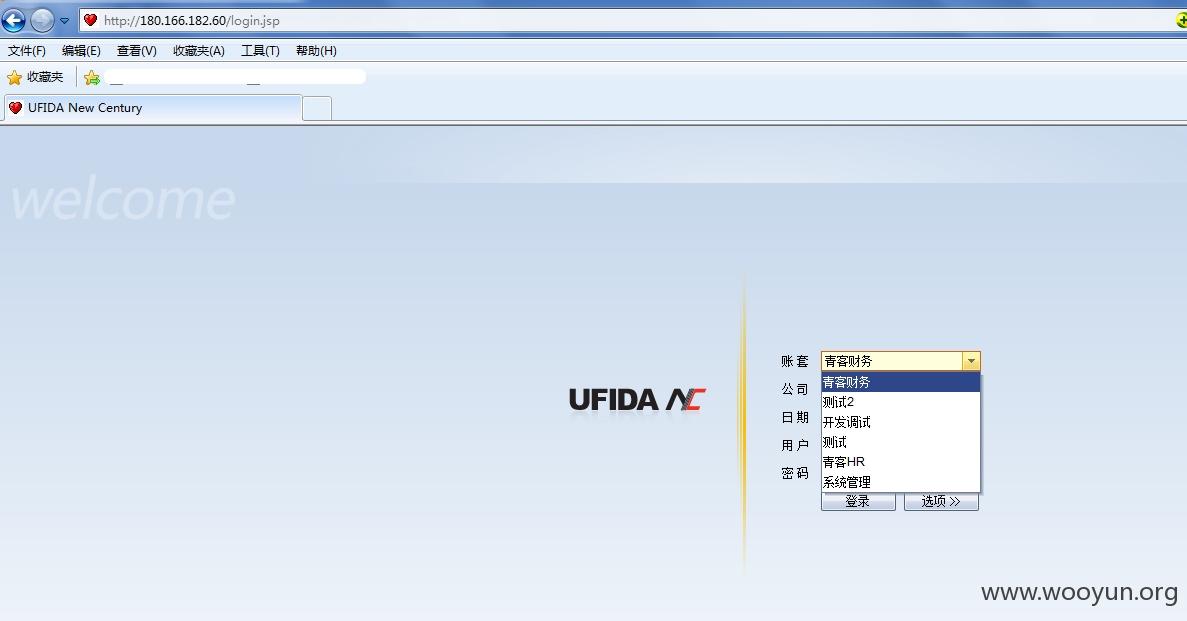 http://180.166.182.60/login.jsp
文件(F) 编辑(E) 查看(V) 收藏夹(A) 工具(T) 帮助(H)
收藏夹
UFIDA New Century
welcome
UFIDA NC
账套 青客财务
青客财务
公司
测试2
日期
开发调试
用户
测试
青客HR
密码
系统管理
登录 选项 >>
www.wooyun.org